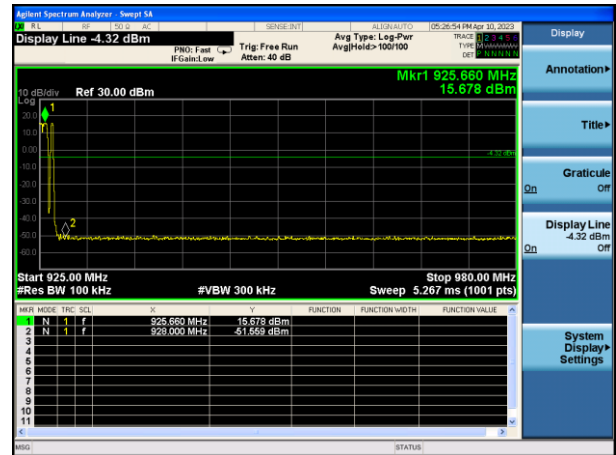 Agilent Spectrum Analyzer - Swept SA
RL RF 50 Ω AC SENSE:INT ALIGNAUTO 05:26:54 PM Apr 10, 2023
Display Line -4.32 dBm
PNO: Fast
IFGain:Low
Trig: Free Run
Atten: 40 dB
Avg Type: Log-Pwr
Avg|Hold:> 100/100
TRACE 1 2 3 4 5 6
TYPE M
DET P N N N N N
Mkr1 925.660 MHz
15.678 dBm
10 dB/div Ref 30.00 dBm
Log
20.0
10.0
0.00
-10.0
-20.0
-30.0
-40.0
-50.0
-60.0
1
2
-4.32 dBm
Start 925.00 MHz Stop 980.00 MHz
#Res BW 100 kHz #VBW 300 kHz Sweep 5.267 ms (1001 pts)
MKR MODE TRC SCL X Y FUNCTION FUNCTION WIDTH FUNCTION VALUE
1 N 1 f 925.660 MHz 15.678 dBm
2 N 1 f 928.000 MHz -51.559 dBm
3
4
5
6
7
8
9
10
11
MSG STATUS
Display
Annotation
Title
Graticule
On Off
Display Line
-4.32 dBm
On Off
System
Display
Settings